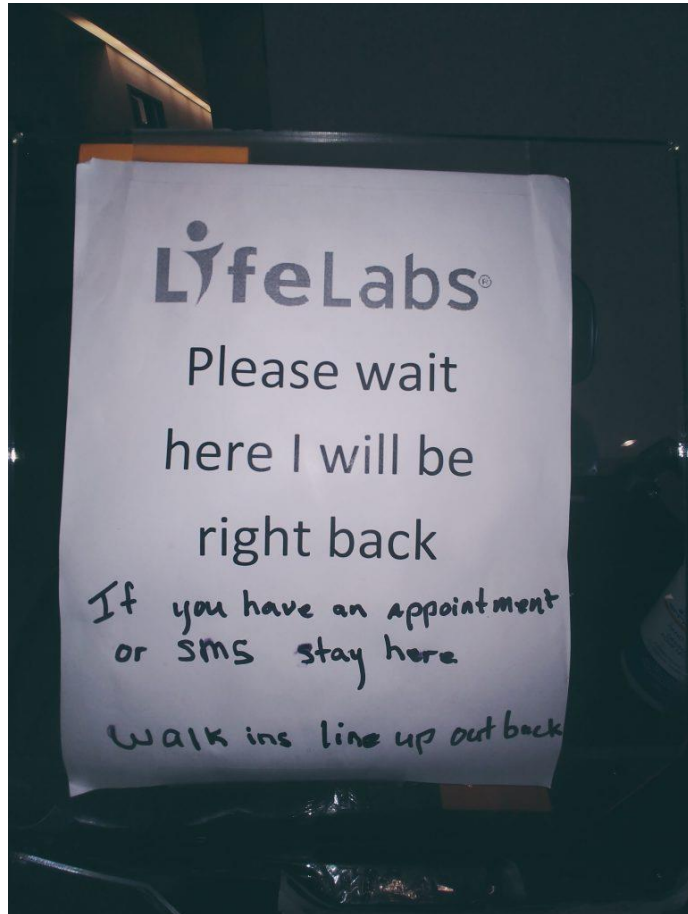 LifeLabs®
Please wait
here I will be
right back
If you have an appointment
or SMS stay here
Walk ins line up out back